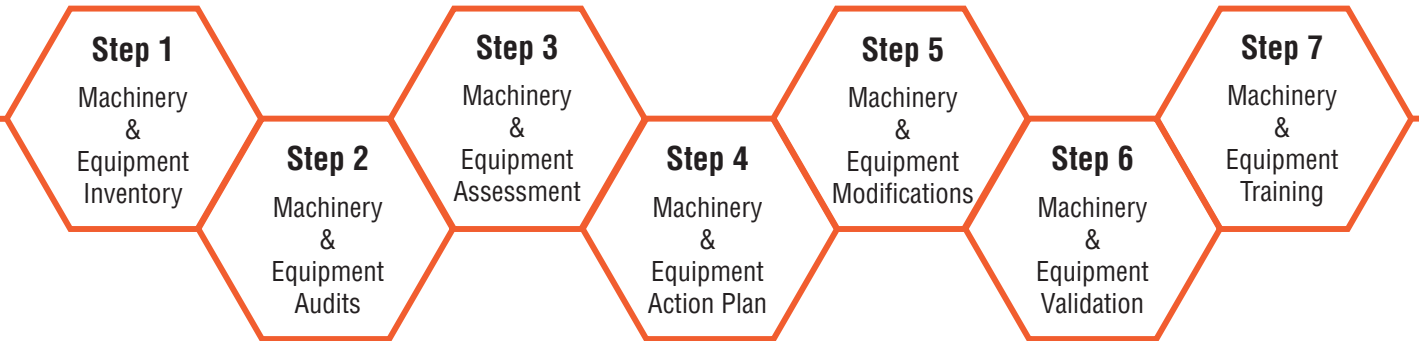 Step 1
Machinery
&
Equipment
Inventory
Step 2
Machinery
&
Equipment
Audits
Step 3
Machinery
&
Equipment
Assessment
Step 4
Machinery
&
Equipment
Action Plan
Step 5
Machinery
&
Equipment
Modifications
Step 6
Machinery
&
Equipment
Validation
Step 7
Machinery
&
Equipment
Training